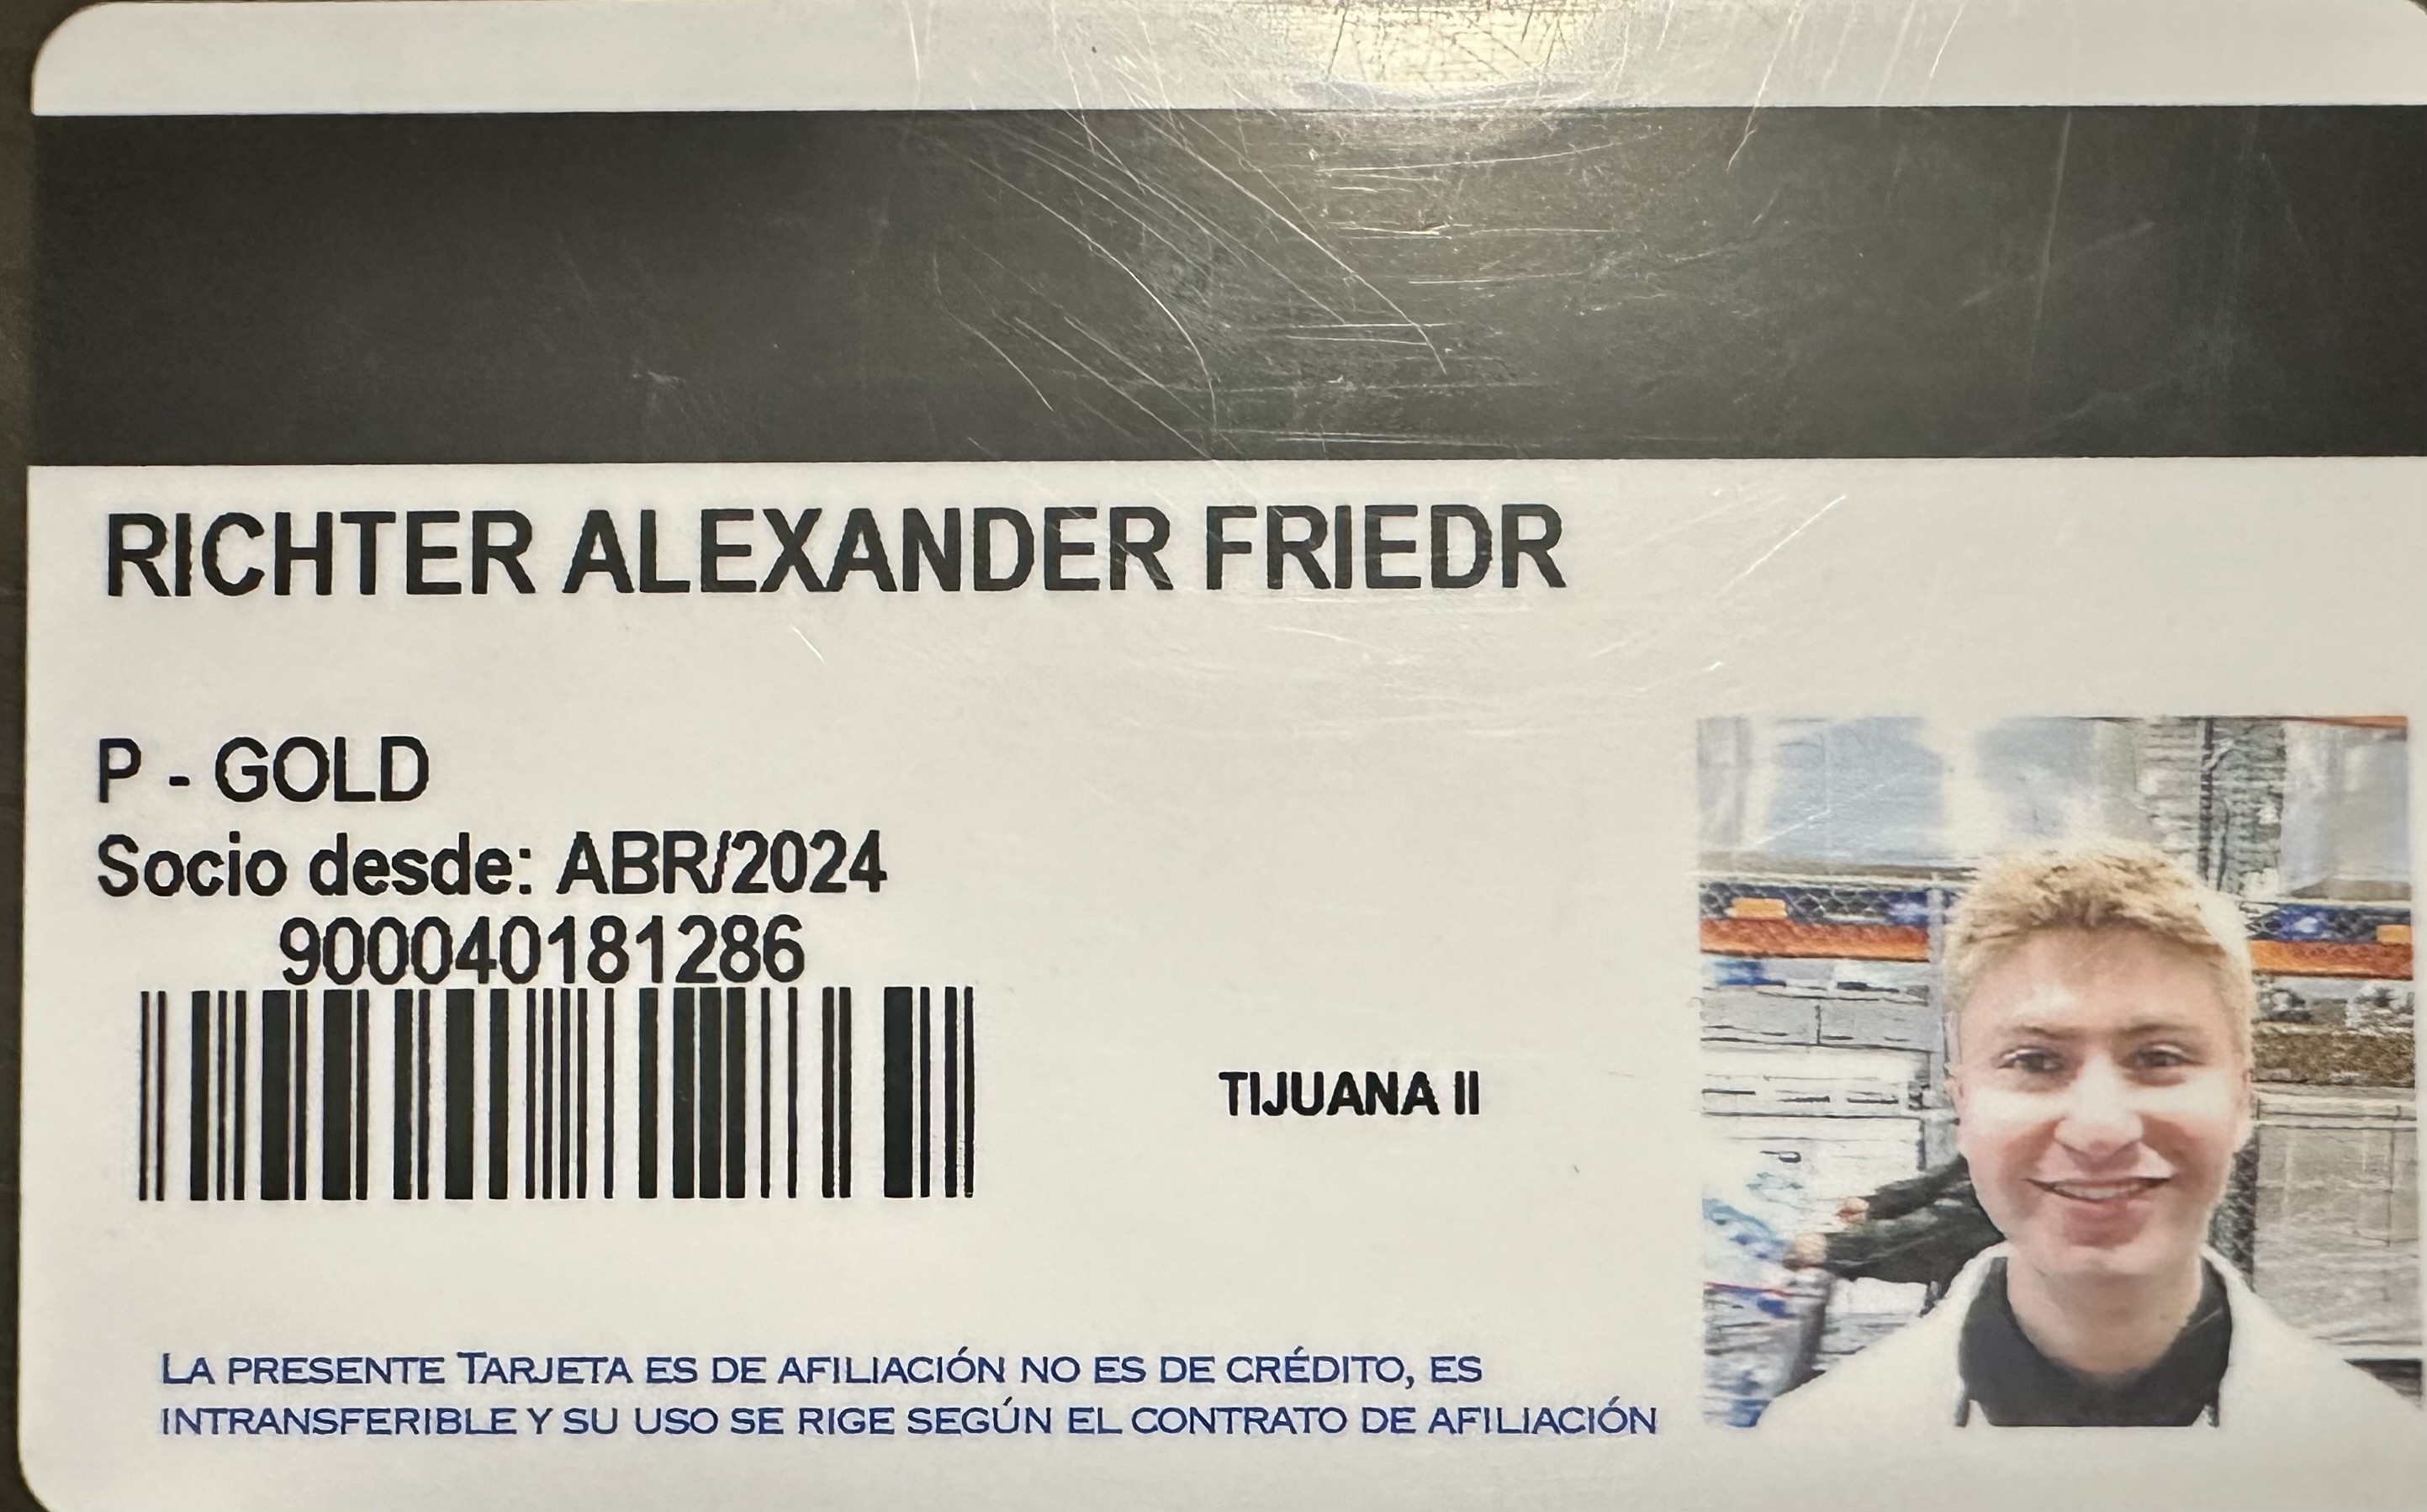 RICHTER ALEXANDER FRIEDR
P - GOLD
Socio desde: ABR/2024
900040181286
TIJUANA II
LA PRESENTE TARJETA ES DE AFILIACIÓN NO ES DE CRÉDITO, ES
INTRANSFERIBLE Y SU USO SE RIGE SEGÚN EL CONTRATO DE AFILIACIÓN